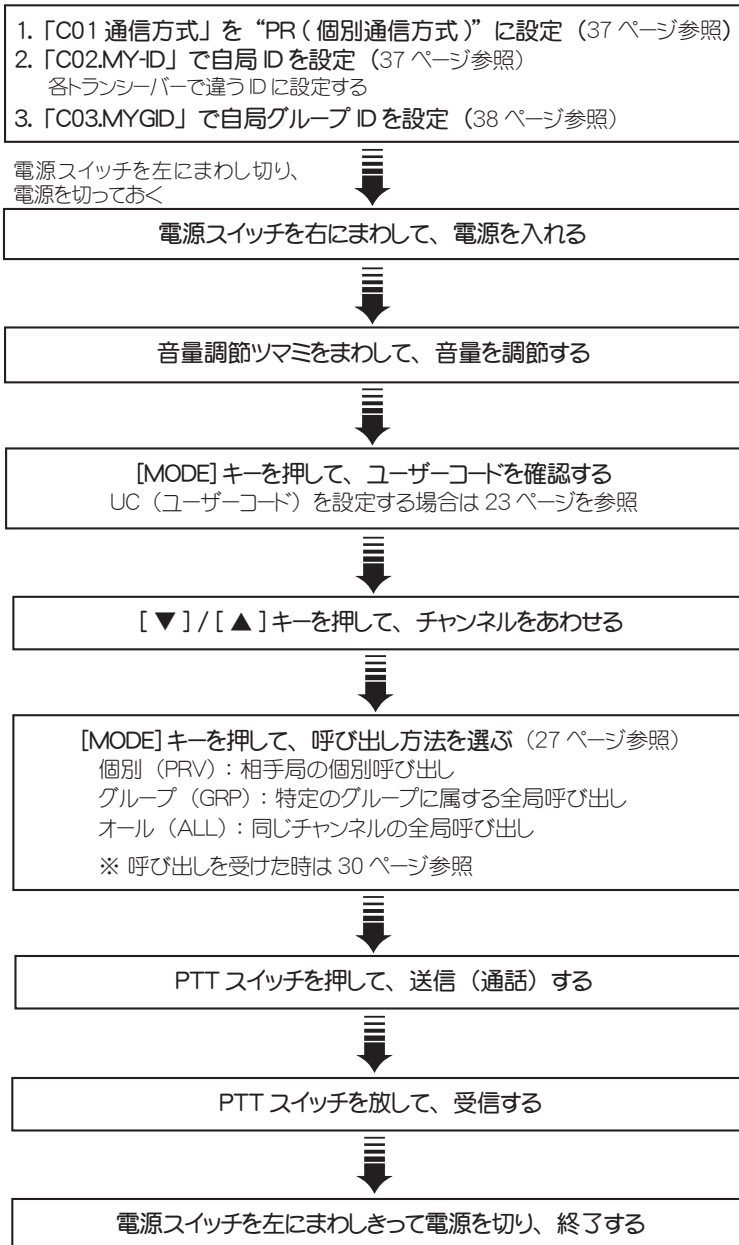 1.「C01 通信方式」を “PR ( 個別通信方式 )” に設定（37 ページ参照）
2.「C02.MY-ID」で自局 ID を設定（37 ページ参照）
各トランシーバーで違う ID に設定する
3.「C03.MYGID」で自局グループ ID を設定（38 ページ参照）
電源スイッチを左にまわし切り、
電源を切っておく
電源スイッチを右にまわして、電源を入れる
音量調節ツマミをまわして、音量を調節する
[MODE] キーを押して、ユーザーコードを確認する
UC（ユーザーコード）を設定する場合は 23 ページを参照
[ ▼ ] / [ ▲ ] キーを押して、チャンネルをあわせる
[MODE] キーを押して、呼び出し方法を選ぶ（27 ページ参照）
個別（PRV）：相手局の個別呼び出し
グループ（GRP）：特定のグループに属する全局呼び出し
オール（ALL）：同じチャンネルの全局呼び出し
※ 呼び出しを受けた時は 30 ページ参照
PTT スイッチを押して、送信（通話）する
PTT スイッチを放して、受信する
電源スイッチを左にまわしきって電源を切り、終了する